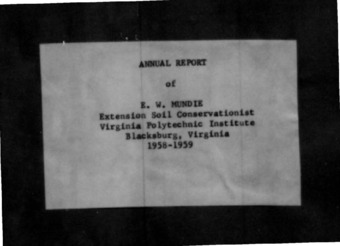 ANNUAL REPORT
of
E. W. MUNDIE
Extension Soil Conservationist
Virginia Polytechnic Institute
Blacksburg, Virginia
1958-1959